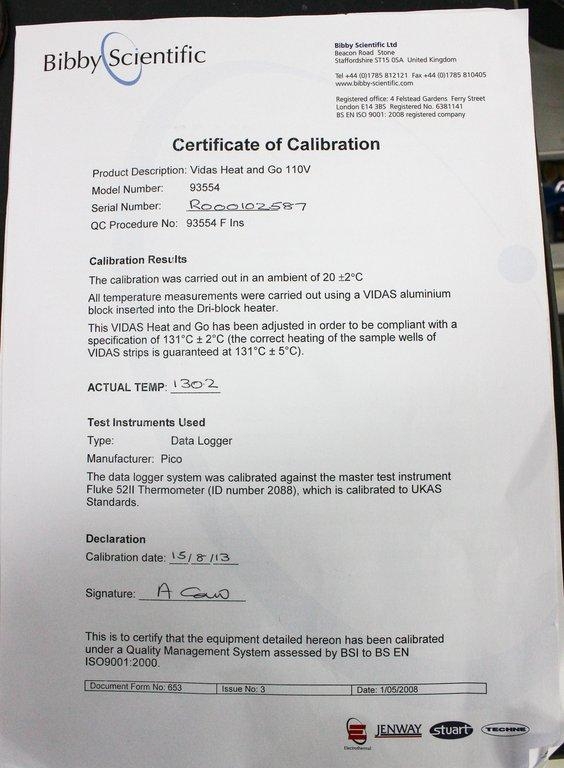 Bibby Scientific
Bibby Scientific Ltd
Beacon Road Stone
Staffordshire ST15 0SA United Kingdom
Tel +44 (0)1785 812121 Fax +44 (0)1785 810405
www.bibby-scientific.com
Registered office: 4 Felstead Gardens Ferry Street
London E14 3BS Registered No. 6381141
BS EN ISO 9001: 2008 registered company
Certificate of Calibration
Product Description: Vidas Heat and Go 110V
Model Number: 93554
Serial Number: R000102587
QC Procedure No: 93554 F Ins
Calibration Results
The calibration was carried out in an ambient of 20 ±2°C
All temperature measurements were carried out using a VIDAS aluminium
block inserted into the Dri-block heater.
This VIDAS Heat and Go has been adjusted in order to be compliant with a
specification of 131°C ± 2°C (the correct heating of the sample wells of
VIDAS strips is guaranteed at 131°C ± 5°C).
ACTUAL TEMP: 130.2
Test Instruments Used
Type: Data Logger
Manufacturer: Pico
The data logger system was calibrated against the master test instrument
Fluke 52II Thermometer (ID number 2088), which is calibrated to UKAS
Standards.
Declaration
Calibration date: 15/8/13
Signature: A
This is to certify that the equipment detailed hereon has been calibrated
under a Quality Management System assessed by BSI to BS EN
ISO9001:2000.
Document Form No: 653 Issue No: 3 Date: 1/05/2008
Electrothermal JENWAY stuart TECHNE